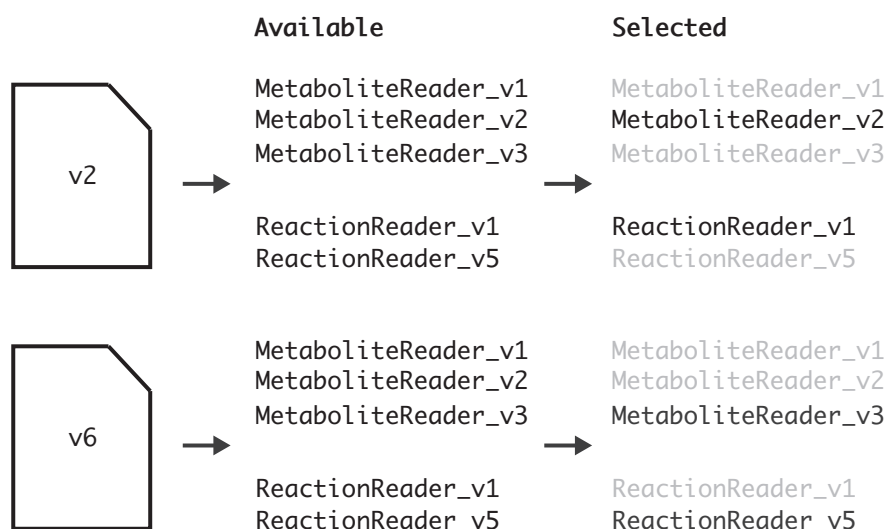 Available Selected
MetaboliteReader_v1 MetaboliteReader_v1
MetaboliteReader_v2 MetaboliteReader_v2
MetaboliteReader_v3 MetaboliteReader_v3
v2
ReactionReader_v1 ReactionReader_v1
ReactionReader_v5 ReactionReader_v5
MetaboliteReader_v1 MetaboliteReader_v1
MetaboliteReader_v2 MetaboliteReader_v2
MetaboliteReader_v3 MetaboliteReader_v3
v6
ReactionReader_v1 ReactionReader_v1
ReactionReader_v5 ReactionReader_v5